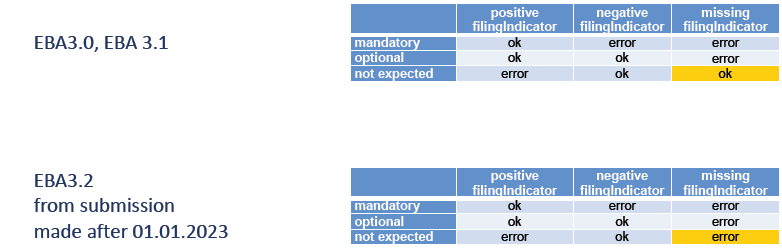 EBA3.0, EBA 3.1
positive filingIndicator negative filingIndicator missing filingIndicator
mandatory ok error error
optional ok ok error
not expected error ok ok
EBA3.2
from submission
made after 01.01.2023
positive filingIndicator negative filingIndicator missing filingIndicator
mandatory ok error error
optional ok ok error
not expected error ok error